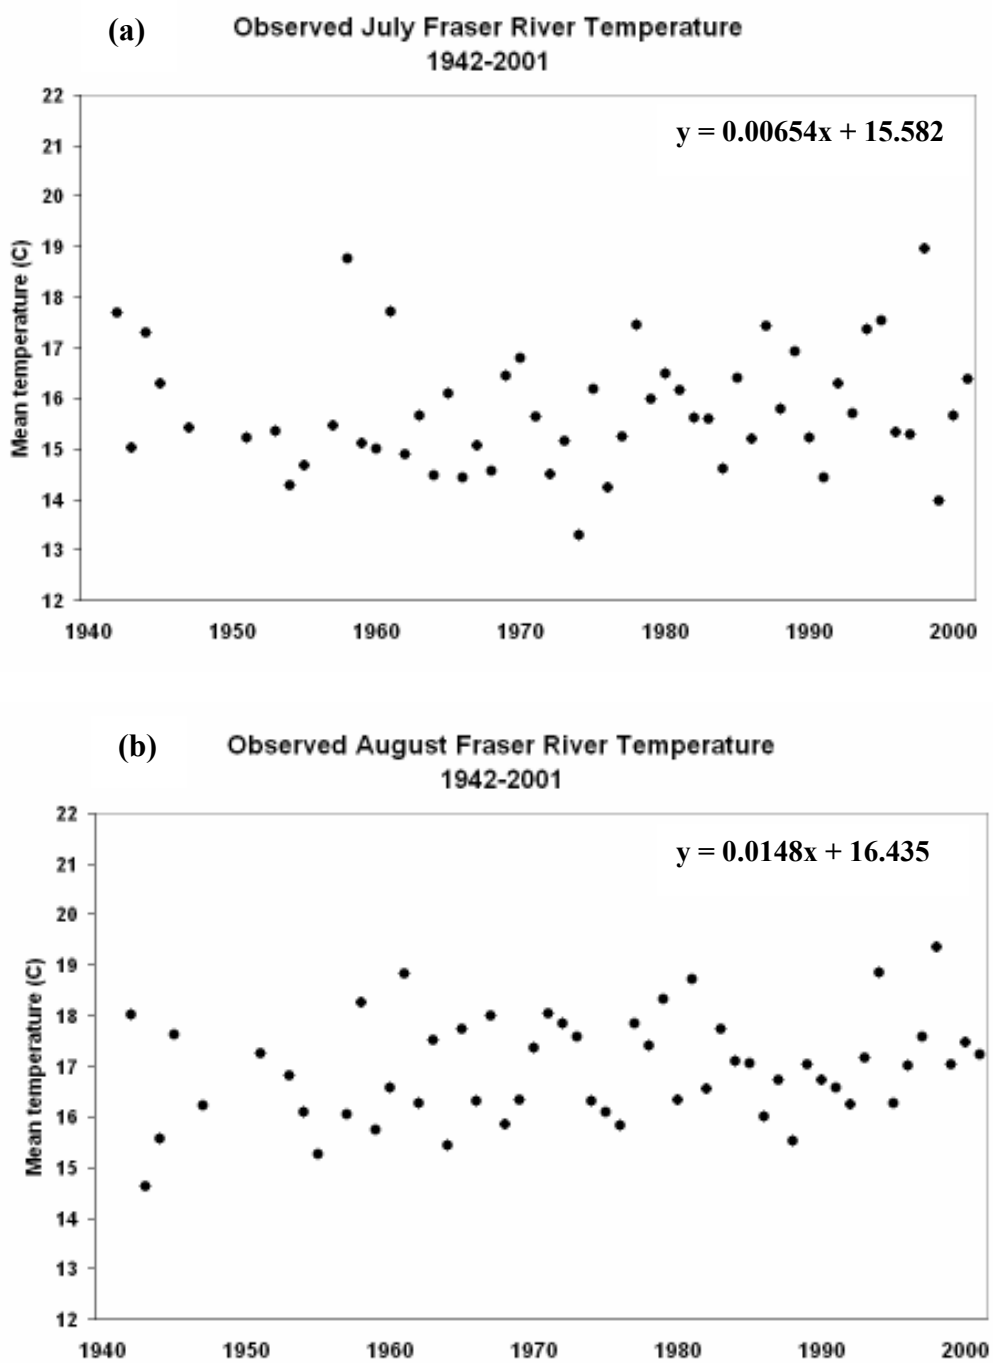 (a)
Observed July Fraser River Temperature
1942-2001
y = 0.00654x + 15.582
Mean temperature (C)
22
21
20
19
18
17
16
15
14
13
12
1940 1950 1960 1970 1980 1990 2000
(b)
Observed August Fraser River Temperature
1942-2001
y = 0.0148x + 16.435
Mean temperature (C)
22
21
20
19
18
17
16
15
14
13
12
1940 1950 1960 1970 1980 1990 2000